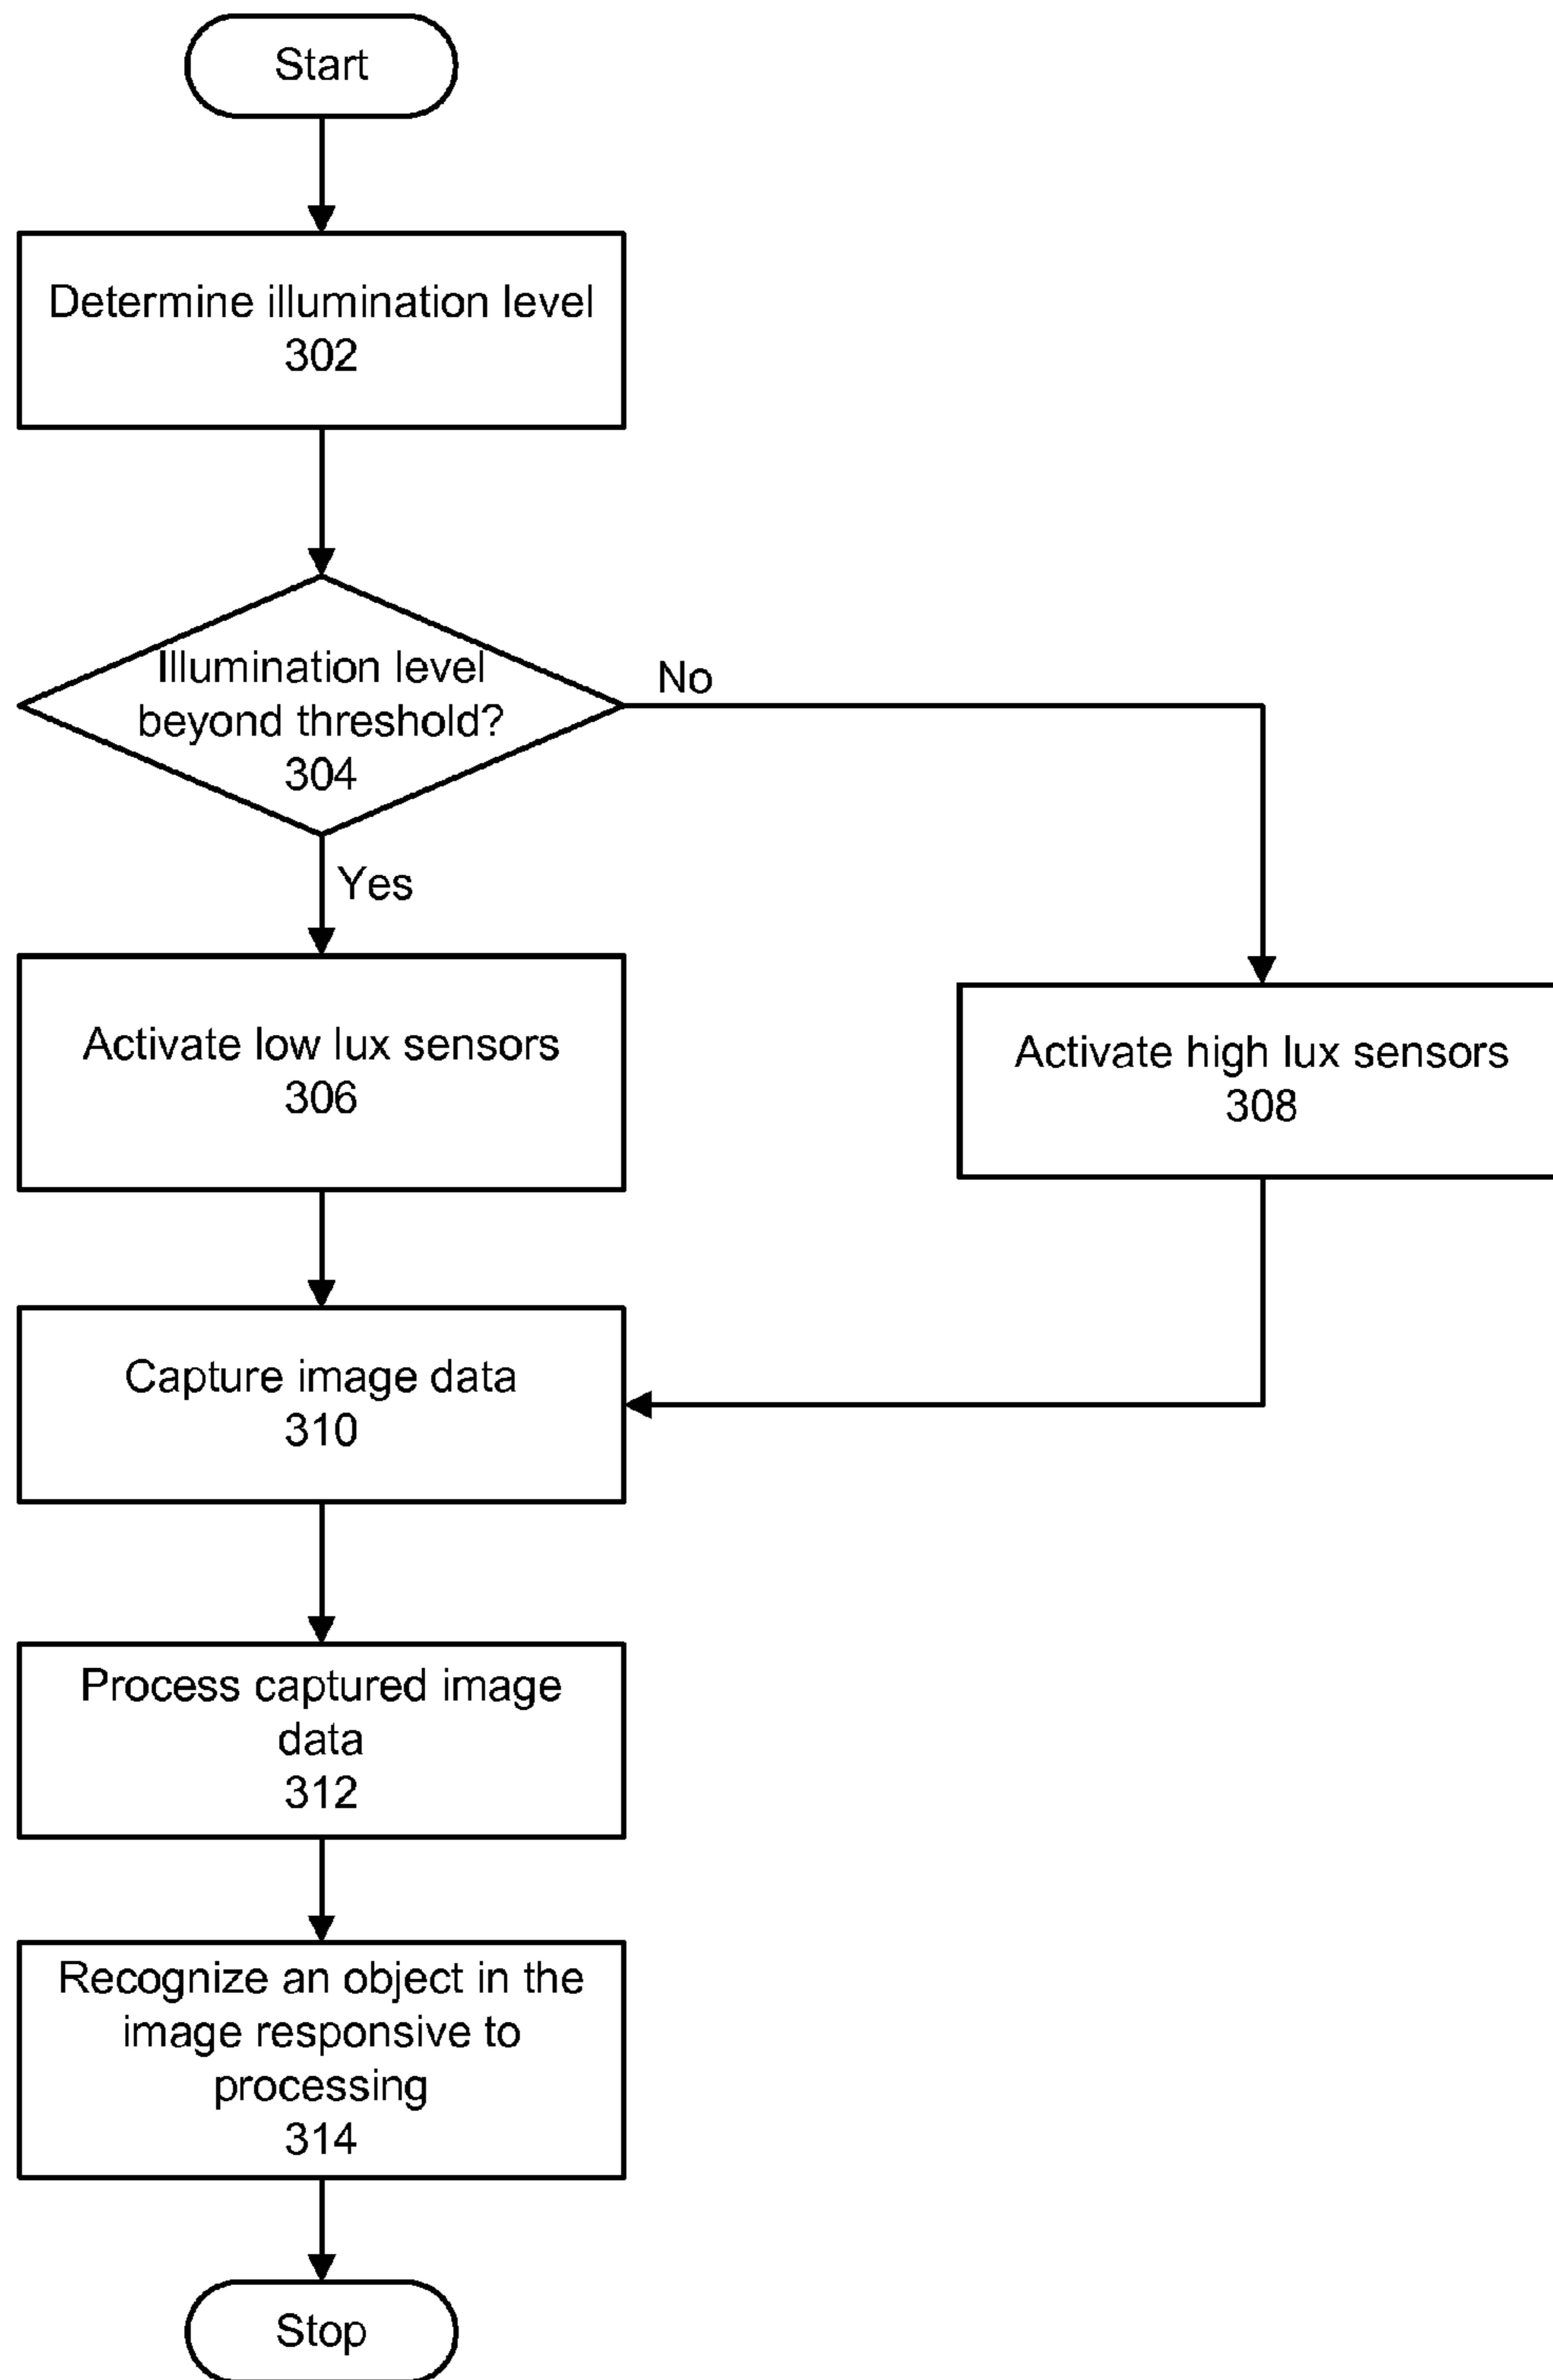 Start
Determine illumination level
302
Illumination level
beyond threshold?
304
No
Yes
Activate low lux sensors
306
Activate high lux sensors
308
Capture image data
310
Process captured image
data
312
Recognize an object in the
image responsive to
processing
314
Stop